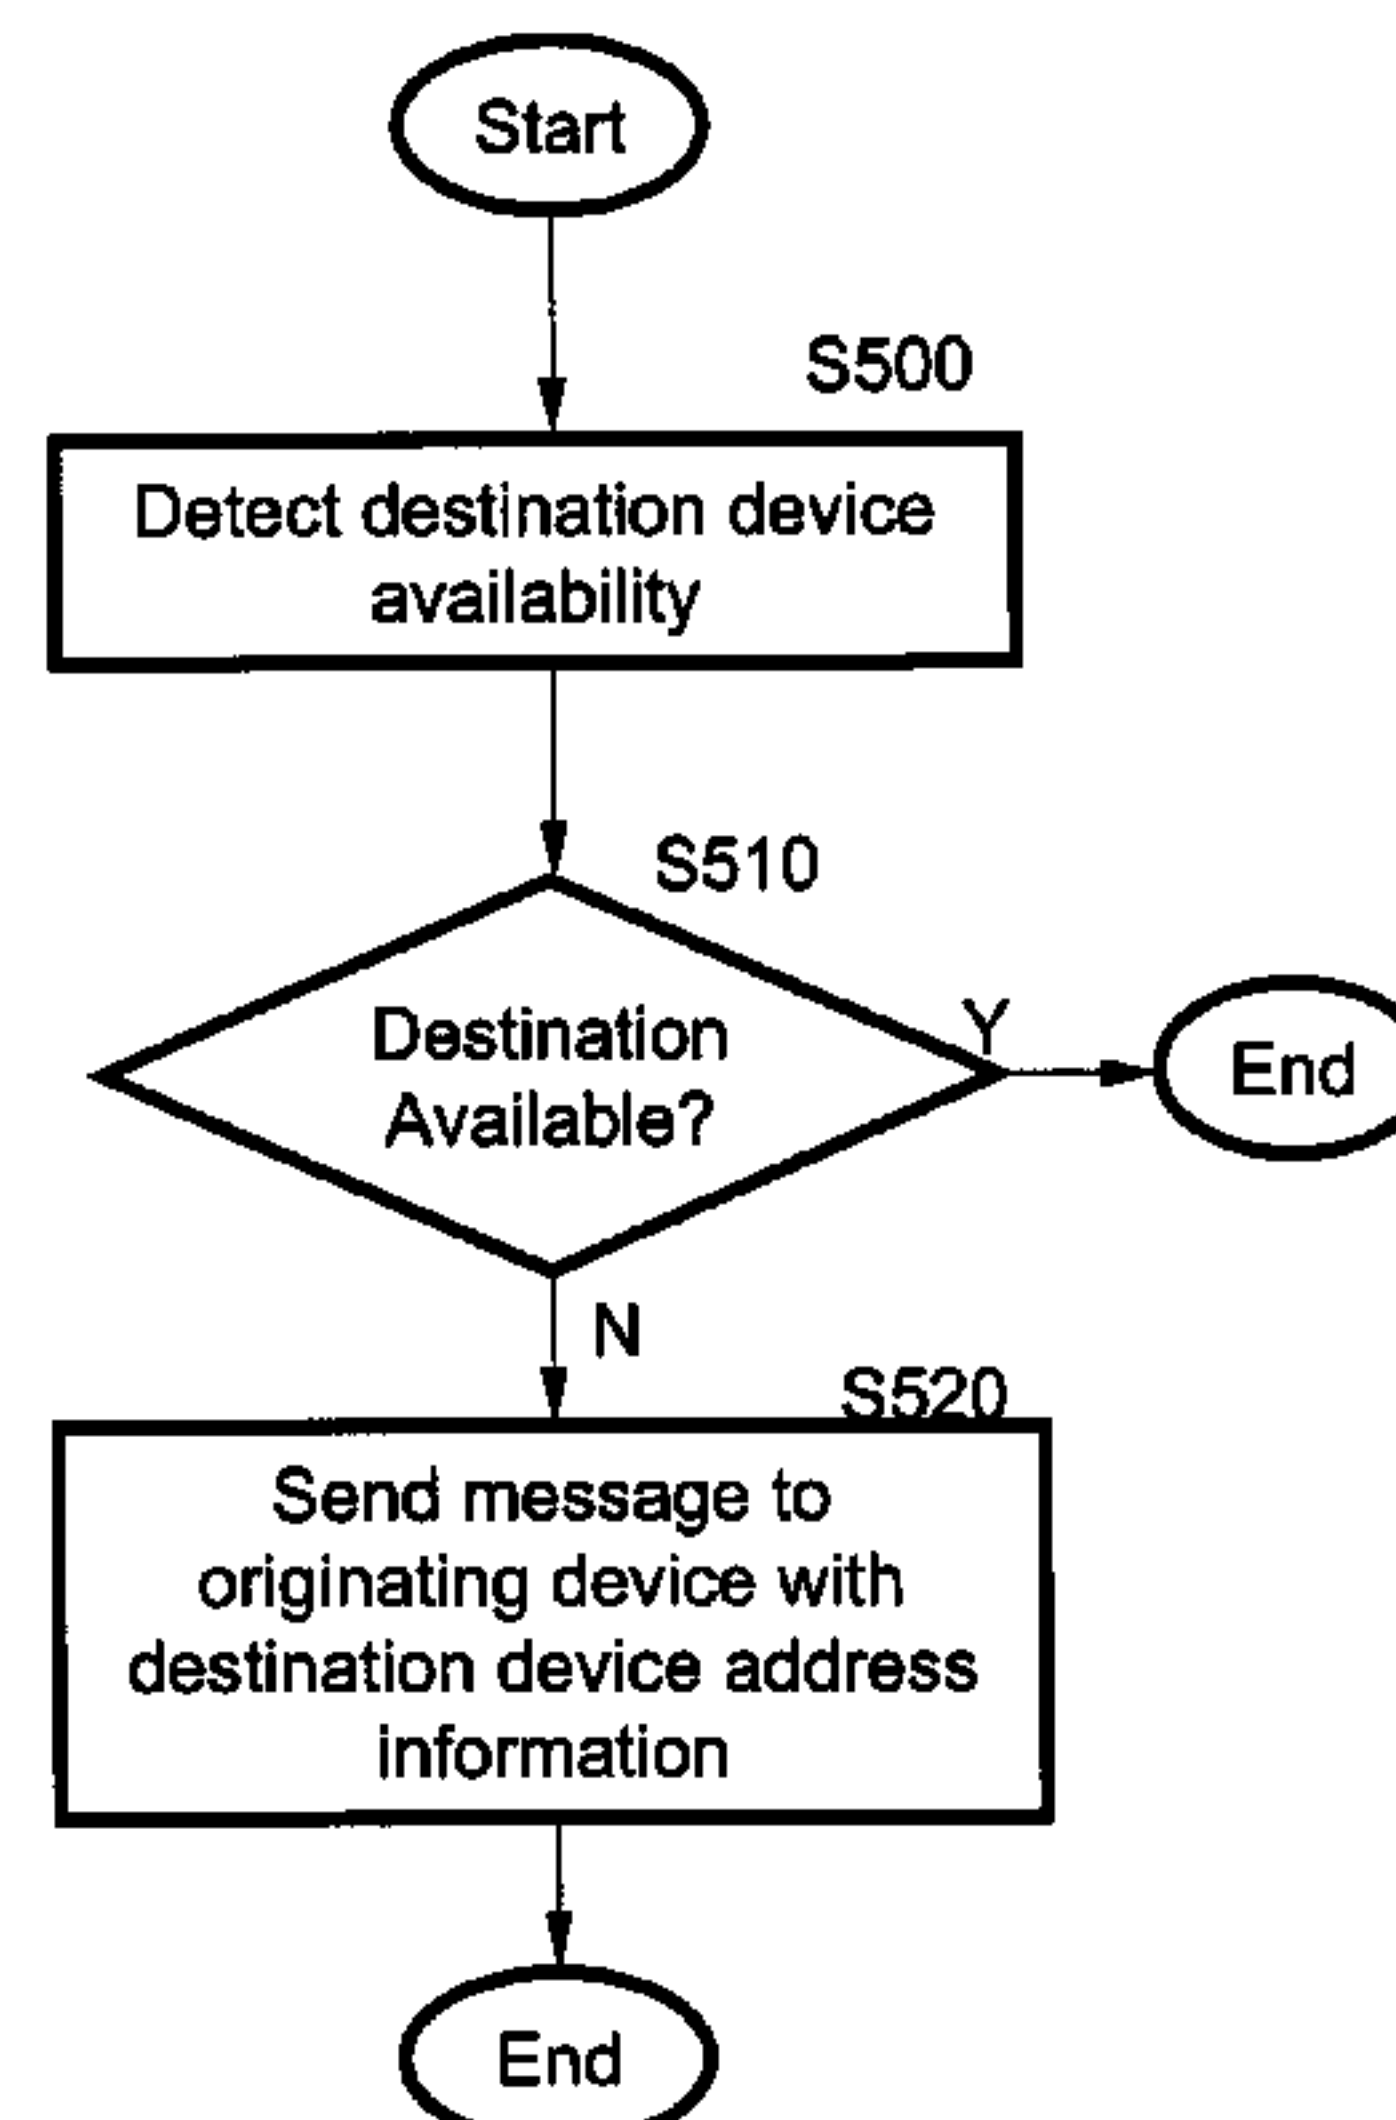 Start
S500
Detect destination device
availability
S510
Destination
Available?
Y
End
N
S520
Send message to
originating device with
destination device address
information
End